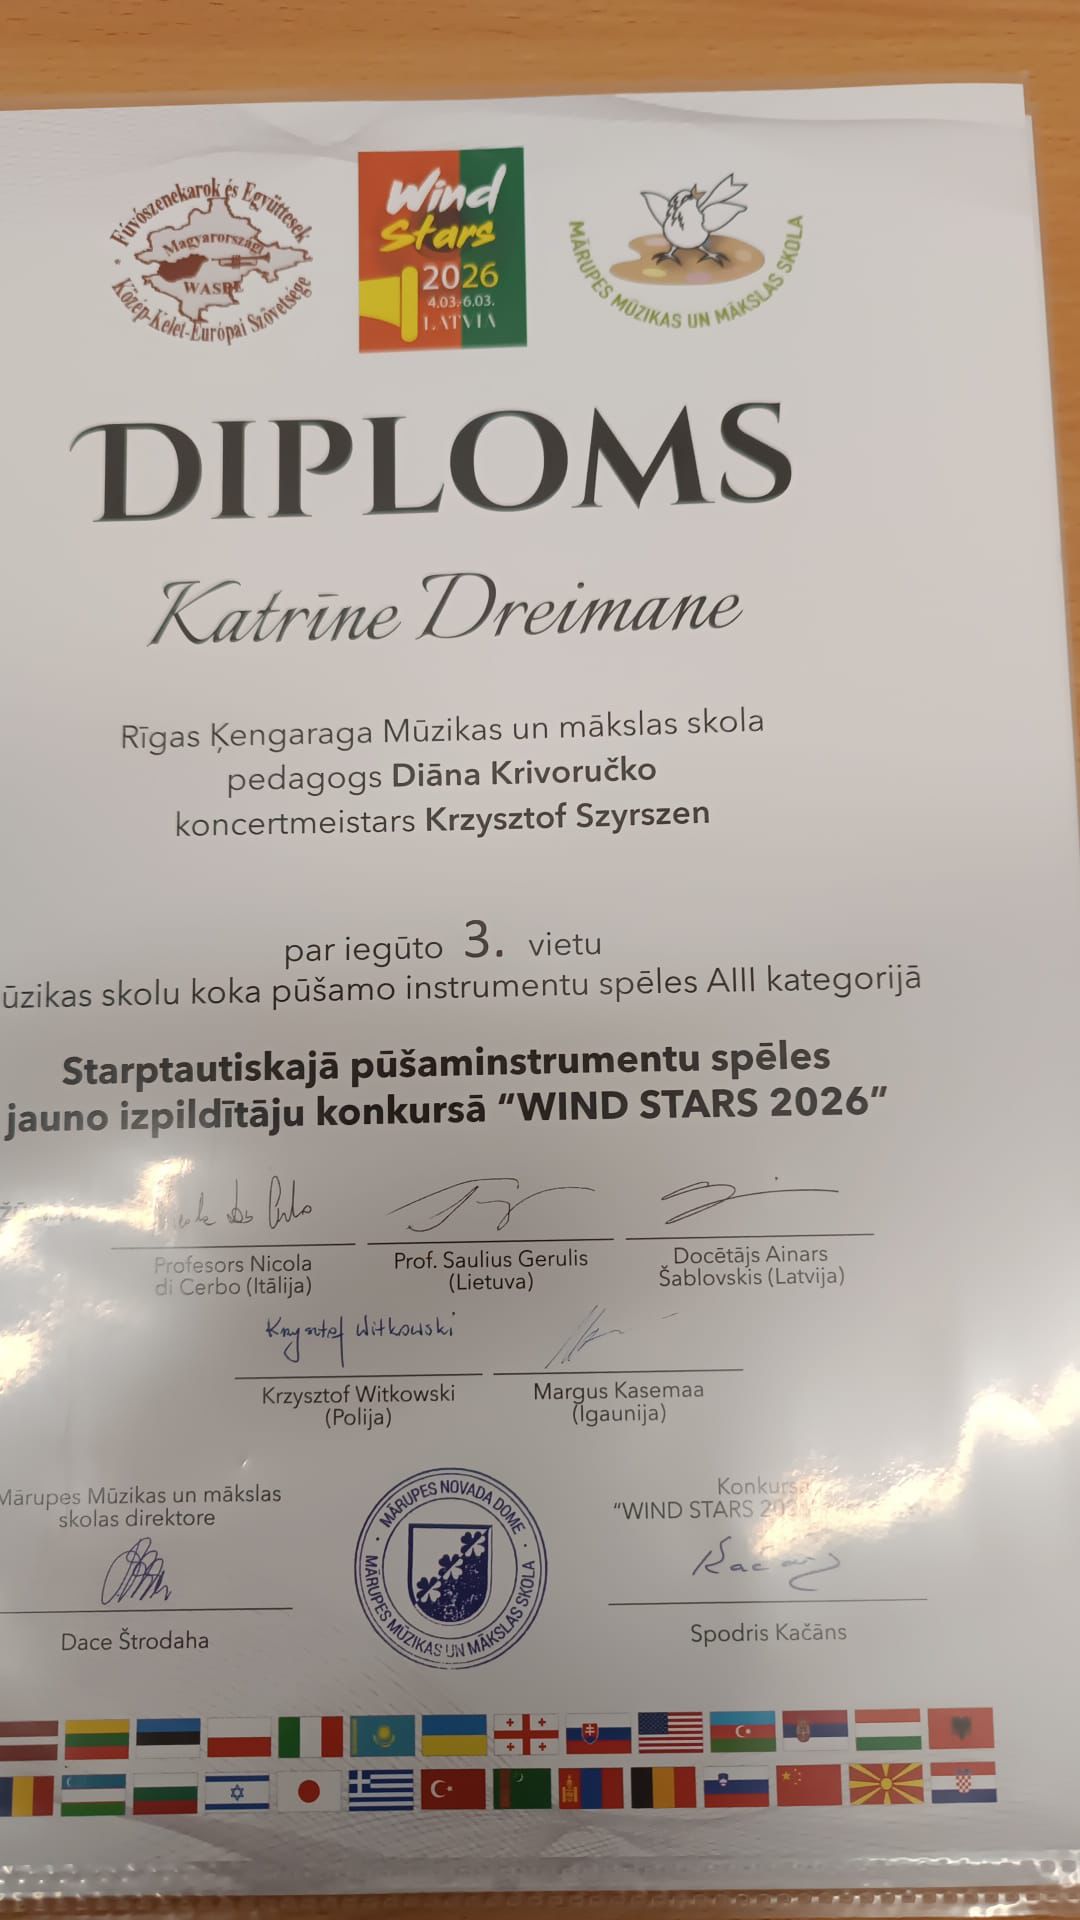 Fúvószenekarok és Együttesek
Magyarországi
WASBE
Közép-Kelet-Európai Szövetsége
Wind
Stars
2026
4.03.-6.03.
LATVIA
MĀRUPES MŪZIKAS UN MĀKSLAS SKOLA
DIPLOMS
Katrīne Dreimane
Rīgas Ķengaraga Mūzikas un mākslas skola
pedagogs Diāna Krivoručko
koncertmeistars Krzysztof Szyrszen
par iegūto 3. vietu
ūzikas skolu koka pūšamo instrumentu spēles AIII kategorijā
Starptautiskajā pūšaminstrumentu spēles
jauno izpildītāju konkursā “WIND STARS 2026”
Profesors Nicola
di Cerbo (Itālija)
Prof. Saulius Gerulis
(Lietuva)
Docētājs Ainars
Šablovskis (Latvija)
Krzysztof Witkowski
Krzysztof Witkowski
(Polija)
Margus Kasemaa
(Igaunija)
Mārupes Mūzikas un mākslas
skolas direktore
Dace Štrodaha
MĀRUPES NOVADA DOME
MĀRUPES MŪZIKAS UN MĀKSLAS SKOLA
Konkursa
“WIND STARS 202
Spodris Kačāns